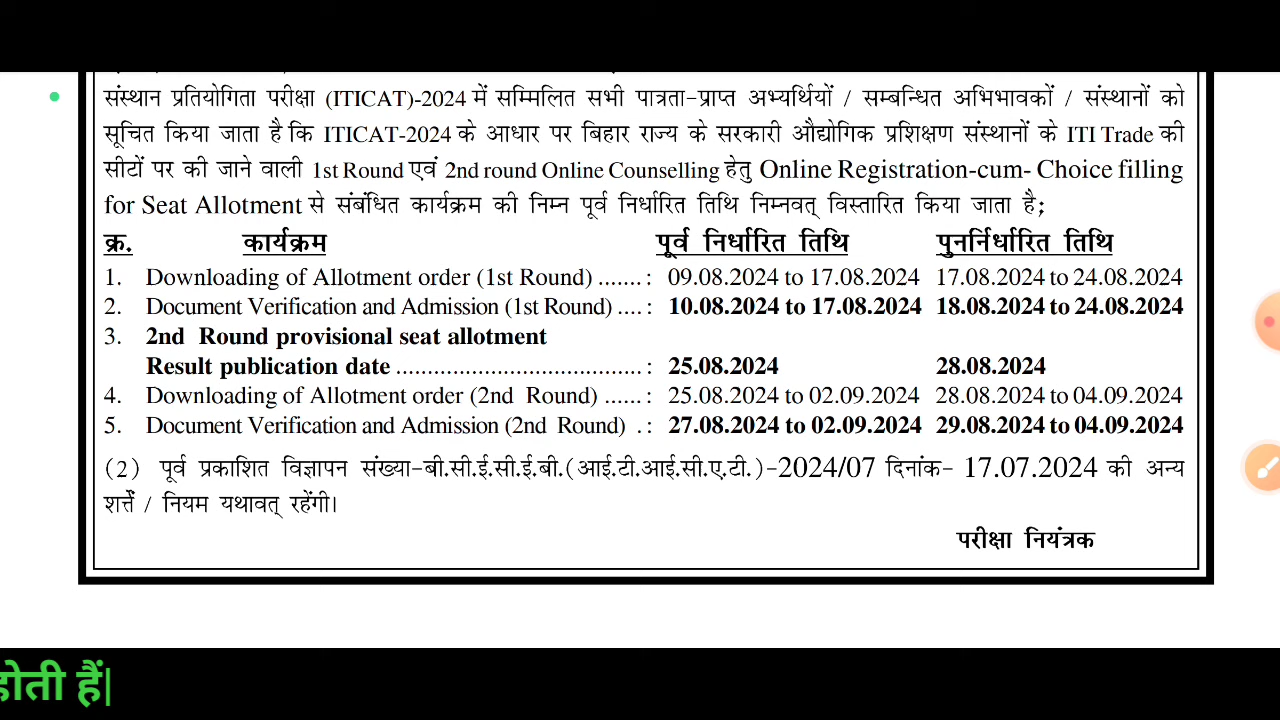 संस्थान प्रतियोगिता परीक्षा (ITICAT)-2024 में सम्मिलित सभी पात्रता-प्राप्त अभ्यर्थियों / सम्बन्धित अभिभावकों / संस्थानों को
सूचित किया जाता है कि ITICAT-2024 के आधार पर बिहार राज्य के सरकारी औद्योगिक प्रशिक्षण संस्थानों के ITI Trade की
सीटों पर की जाने वाली 1st Round एवं 2nd round Online Counselling हेतु Online Registration-cum- Choice filling
for Seat Allotment से संबंधित कार्यक्रम की निम्न पूर्व निर्धारित तिथि निम्नवत् विस्तारित किया जाता है;
क्र. कार्यक्रम पूर्व निर्धारित तिथि पुनर्निर्धारित तिथि
1. Downloading of Allotment order (1st Round) ....... : 09.08.2024 to 17.08.2024 17.08.2024 to 24.08.2024
2. Document Verification and Admission (1st Round) .... : 10.08.2024 to 17.08.2024 18.08.2024 to 24.08.2024
3. 2nd Round provisional seat allotment
Result publication date ....................................... : 25.08.2024 28.08.2024
4. Downloading of Allotment order (2nd Round) ...... : 25.08.2024 to 02.09.2024 28.08.2024 to 04.09.2024
5. Document Verification and Admission (2nd Round) . : 27.08.2024 to 02.09.2024 29.08.2024 to 04.09.2024
(2) पूर्व प्रकाशित विज्ञापन संख्या-बी.सी.ई.सी.ई.बी.(आई.टी.आई.सी.ए.टी.)-2024/07 दिनांक- 17.07.2024 की अन्य
शर्त्तें / नियम यथावत् रहेंगी।
परीक्षा नियंत्रक
होती हैं|